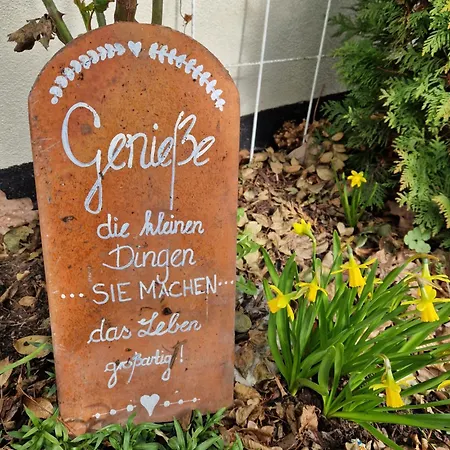 Genieße
die kleinen
Dingen
... SIE MACHEN ...
das Leben
großartig!